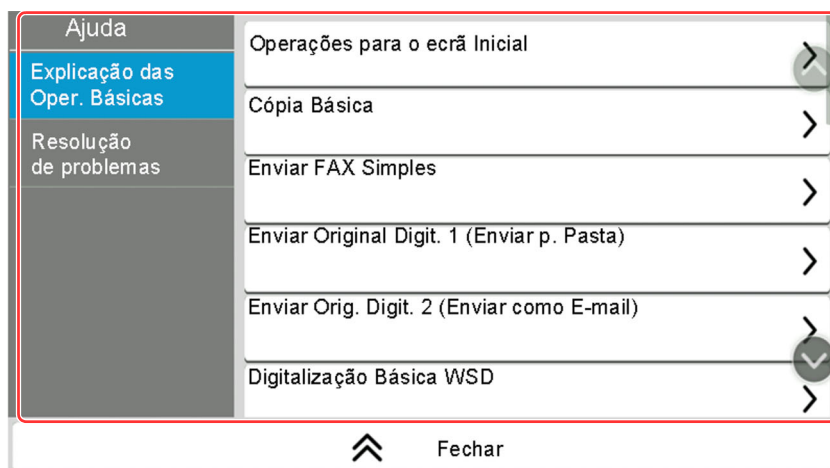 Ajuda
Explicação das
Oper. Básicas
Resolução
de problemas
Operações para o ecrã Inicial
Cópia Básica
Enviar FAX Simples
Enviar Original Digit. 1 (Enviar p. Pasta)
Enviar Orig. Digit. 2 (Enviar como E-mail)
Digitalização Básica WSD
Fechar